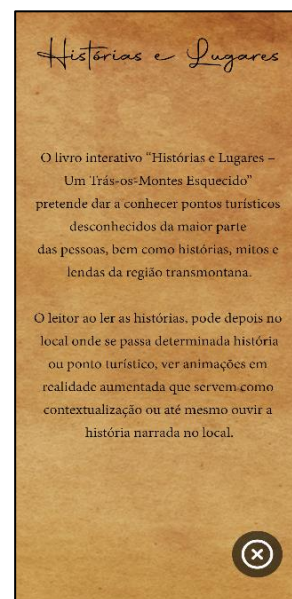 Histórias e Lugares
O livro interativo "Histórias e Lugares –
Um Trás-os-Montes Esquecido"
pretende dar a conhecer pontos turísticos
desconhecidos da maior parte
das pessoas, bem como histórias, mitos e
lendas da região transmontana.
O leitor ao ler as histórias, pode depois no
local onde se passa determinada história
ou ponto turístico, ver animações em
realidade aumentada que servem como
contextualização ou até mesmo ouvir a
história narrada no local.